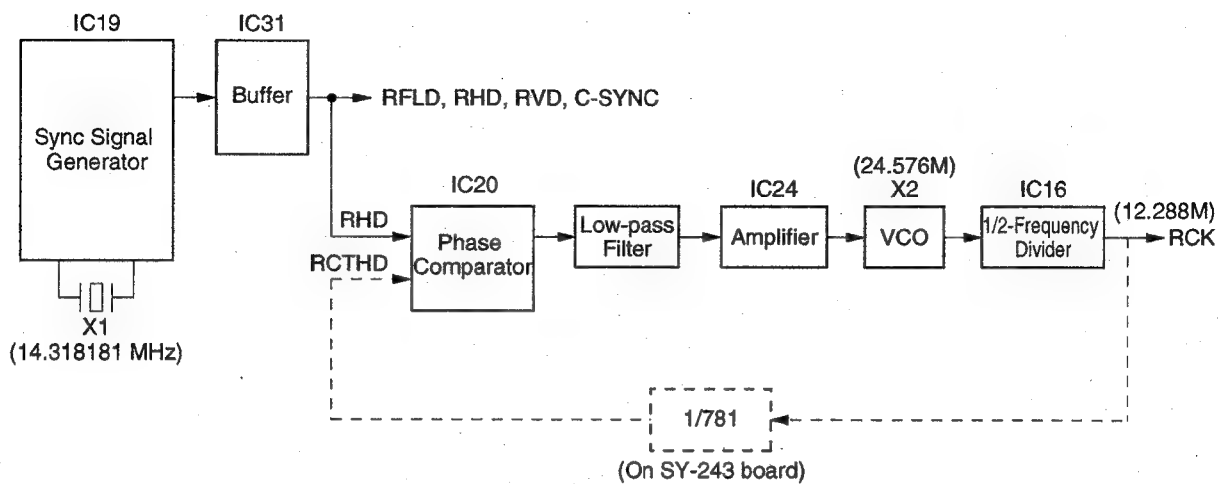 IC19
IC31
Sync Signal
Generator
Buffer
RFLD, RHD, RVD, C-SYNC
X1
(14.318181 MHz)
RHD
RCTHD
IC20
Phase
Comparator
Low-pass
Filter
IC24
Amplifier
(24.576M)
X2
VCO
IC16
1/2-Frequency
Divider
(12.288M)
RCK
1/781
(On SY-243 board)